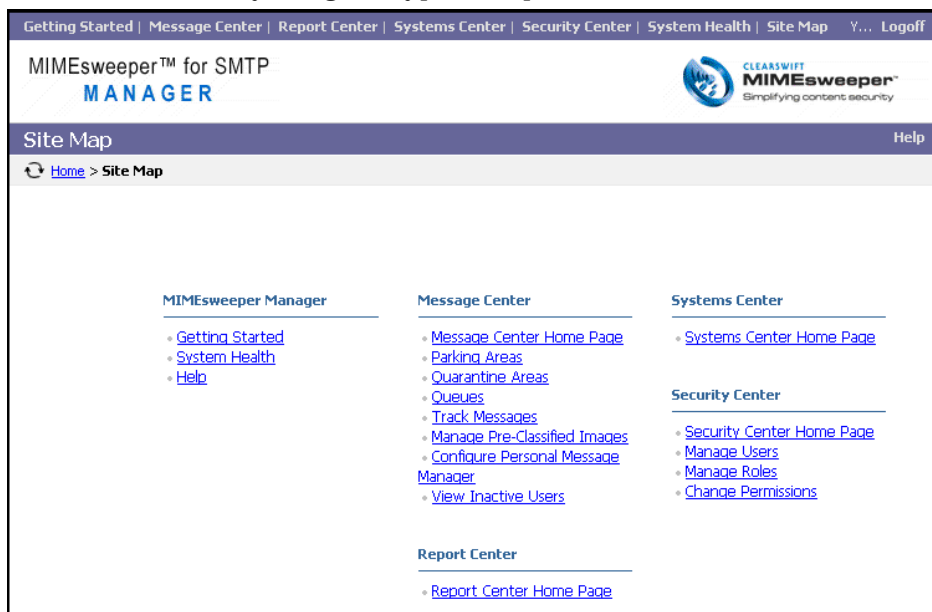 Getting Started | Message Center | Report Center | Systems Center | Security Center | System Health | Site Map Y... Logoff
MIMEsweeper™ for SMTP
MANAGER
CLEARSWIFT
MIMEsweeper™
Simplifying content security
Site Map Help
Home > Site Map
MIMEsweeper Manager
Getting Started
System Health
Help
Message Center
Message Center Home Page
Parking Areas
Quarantine Areas
Queues
Track Messages
Manage Pre-Classified Images
Configure Personal Message
Manager
View Inactive Users
Report Center
Report Center Home Page
Systems Center
Systems Center Home Page
Security Center
Security Center Home Page
Manage Users
Manage Roles
Change Permissions